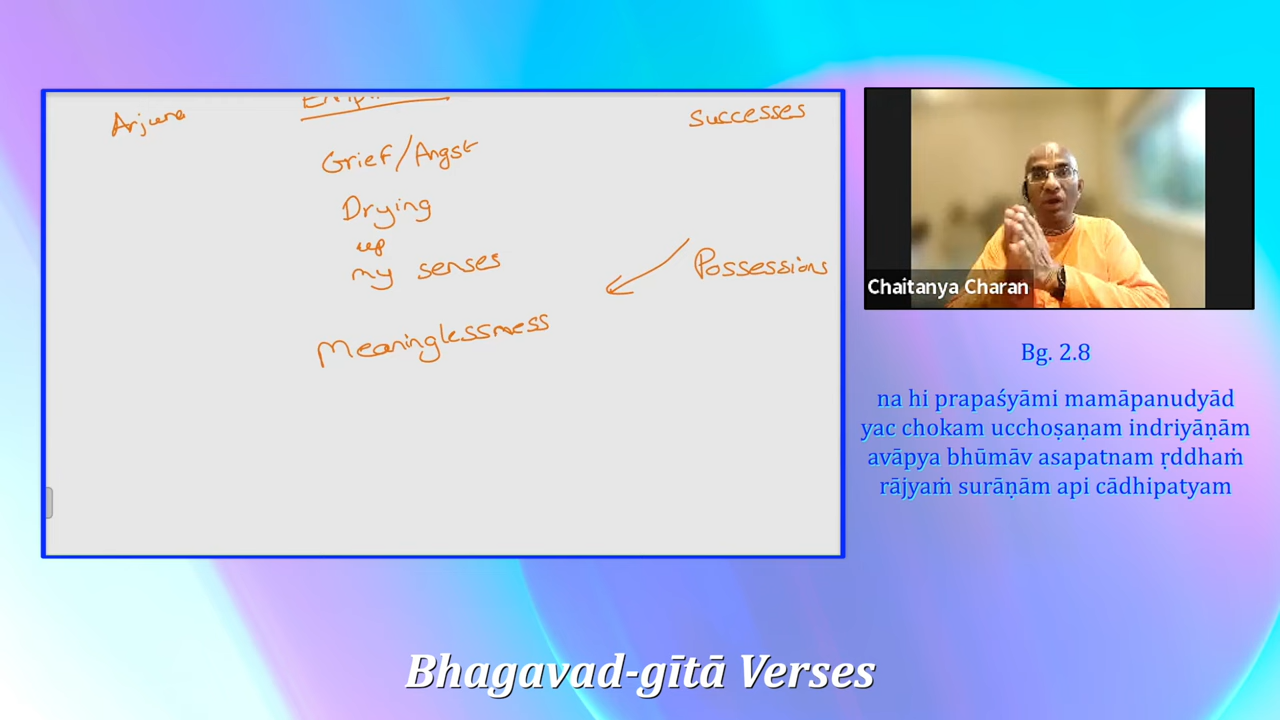 Arjuna
Successes
Grief/Angst
Drying
up
my senses
Possessions
Meaninglessness
Chaitanya Charan
Bg. 2.8
na hi prapaśyāmi mamāpanudyād
yac chokam ucchoṣaṇam indriyāṇām
avāpya bhūmāv asapatnam ṛddhaṁ
rājyaṁ surāṇām api cādhipatyam
Bhagavad-gītā Verses